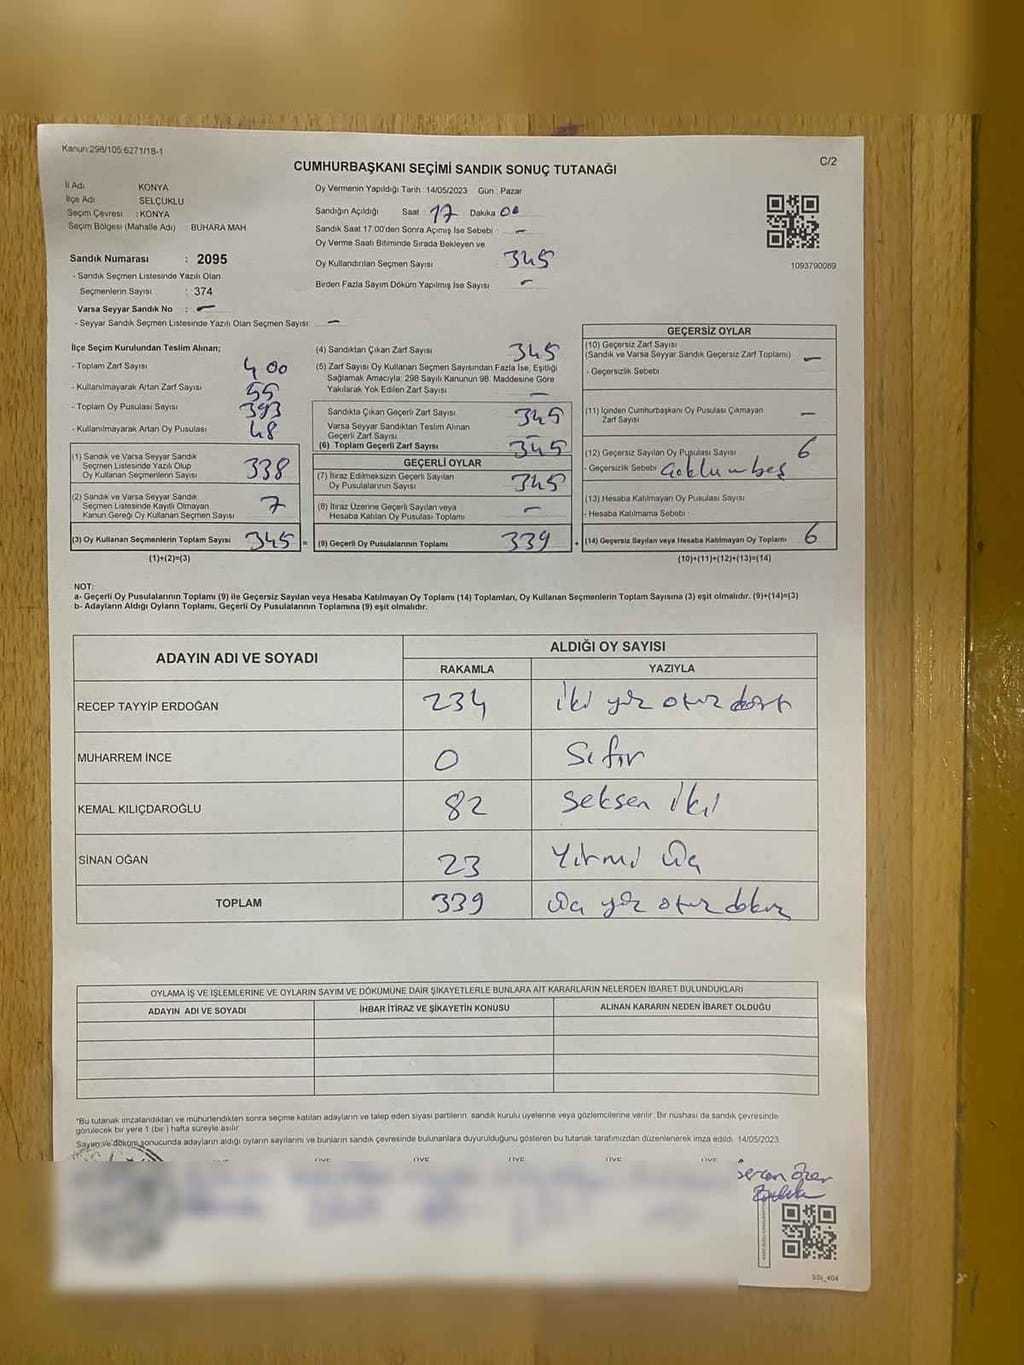 Kanun:298/105:6271/18-1
C/2
CUMHURBAŞKANI SEÇİMİ SANDIK SONUÇ TUTANAĞI
İl Adı KONYA
İlçe Adı SELÇUKLU
Seçim Çevresi : KONYA
Seçim Bölgesi (Mahalle Adı) : BUHARA MAH
Sandık Numarası : 2095
- Sandık Seçmen Listesinde Yazılı Olan
Seçmenlerin Sayısı : 374
Varsa Seyyar Sandık No : -
- Seyyar Sandık Seçmen Listesinde Yazılı Olan Seçmen Sayısı: -
Oy Vermenin Yapıldığı Tarih : 14/05/2023 Gün : Pazar
Sandığın Açıldığı Saat 17 Dakika 00
Sandık Saat 17.00'den Sonra Açımış İse Sebebi : -
Oy Verme Saati Bitiminde Sırada Bekleyen ve
Oy Kullandırılan Seçmen Sayısı 345
Birden Fazla Sayım Döküm Yapılmış İse Sayısı -
1093790089
İlçe Seçim Kurulundan Teslim Alınan;
- Toplam Zarf Sayısı 400
- Kullanılmayarak Artan Zarf Sayısı 55
- Toplam Oy Pusulası Sayısı 393
- Kullanılmayarak Artan Oy Pusulası 48
(1) Sandık ve Varsa Seyyar Sandık
Seçmen Listesinde Yazılı Olup
Oy Kullanan Seçmenlerin Sayısı 338
(2) Sandık ve Varsa Seyyar Sandık
Seçmen Listesinde Kayıtlı Olmayan
Kanun Gereği Oy Kullanan Seçmen Sayısı 7
(3) Oy Kullanan Seçmenlerin Toplam Sayısı 345 =
(1)+(2)=(3)
(4) Sandıktan Çıkan Zarf Sayısı 345
(5) Zarf Sayısı Oy Kullanan Seçmen Sayısından Fazla İse, Eşitliği
Sağlamak Amacıyla; 298 Sayılı Kanunun 98. Maddesine Göre
Yakılarak Yok Edilen Zarf Sayısı -
Sandıkta Çıkan Geçerli Zarf Sayısı 345
Varsa Seyyar Sandıktan Teslim Alınan
Geçerli Zarf Sayısı -
(6) Toplam Geçerli Zarf Sayısı 345
GEÇERLİ OYLAR
(7) İtiraz Edilmeksizin Geçerli Sayılan
Oy Pusulalarının Sayısı 345
(8) İtiraz Üzerine Geçerli Sayılan veya
Hesaba Katılan Oy Pusulası Toplamı -
(9) Geçerli Oy Pusulalarının Toplamı 339 +
GEÇERSİZ OYLAR
(10) Geçersiz Zarf Sayısı
(Sandık ve Varsa Seyyar Sandık Geçersiz Zarf Toplamı) -
- Geçersizlik Sebebi
(11) İçinden Cumhurbaşkanı Oy Pusulası Çıkmayan
Zarf Sayısı -
(12) Geçersiz Sayılan Oy Pusulası Sayısı 6
- Geçersizlik Sebebi
(13) Hesaba Katılmayan Oy Pusulası Sayısı
- Hesaba Katılmama Sebebi
(14) Geçersiz Sayılan veya Hesaba Katılmayan Oy Toplamı 6
(10)+(11)+(12)+(13)=(14)
NOT:
a- Geçerli Oy Pusulalarının Toplamı (9) ile Geçersiz Sayılan veya Hesaba Katılmayan Oy Toplamı (14) Toplamları, Oy Kullanan Seçmenlerin Toplam Sayısına (3) eşit olmalıdır. (9)+(14)=(3)
b- Adayların Aldığı Oyların Toplamı, Geçerli Oy Pusulalarının Toplamına (9) eşit olmalıdır.
ADAYIN ADI VE SOYADI ALDIĞI OY SAYISI
RAKAMLA YAZIYLA
RECEP TAYYİP ERDOĞAN 234 iki yüz otuz dört
MUHARREM İNCE 0 Sıfır
KEMAL KILIÇDAROĞLU 82 Seksen İki
SİNAN OĞAN 23 Yirmi Üç
TOPLAM 339 Üç yüz otuz dokuz
OYLAMA İŞ VE İŞLEMLERİNE VE OYLARIN SAYIM VE DÖKÜMÜNE DAİR ŞİKAYETLERLE BUNLARA AİT KARARLARIN NELERDEN İBARET BULUNDUKLARI
ADAYIN ADI VE SOYADI İHBAR İTİRAZ VE ŞİKAYETİN KONUSU ALINAN KARARIN NEDEN İBARET OLDUĞU
*Bu tutanak imzalandıktan ve mühürlendikten sonra seçime katılan adayların ve talep eden siyasi partilerin, sandık kurulu üyelerine veya gözlemcilerine verilir. Bir nüshası da sandık çevresinde
görülecek bir yere 1 (bir ) hafta süreyle asılır
Sayım ve döküm sonucunda adayların aldığı oyların sayılarını ve bunların sandık çevresinde bulunanlara duyurulduğunu gösteren bu tutanak tarafımızdan düzenlenerek imza edildi. 14/05/2023
ÜYE ÜYE ÜYE ÜYE ÜYE
Sercan Özer
SSİ_404